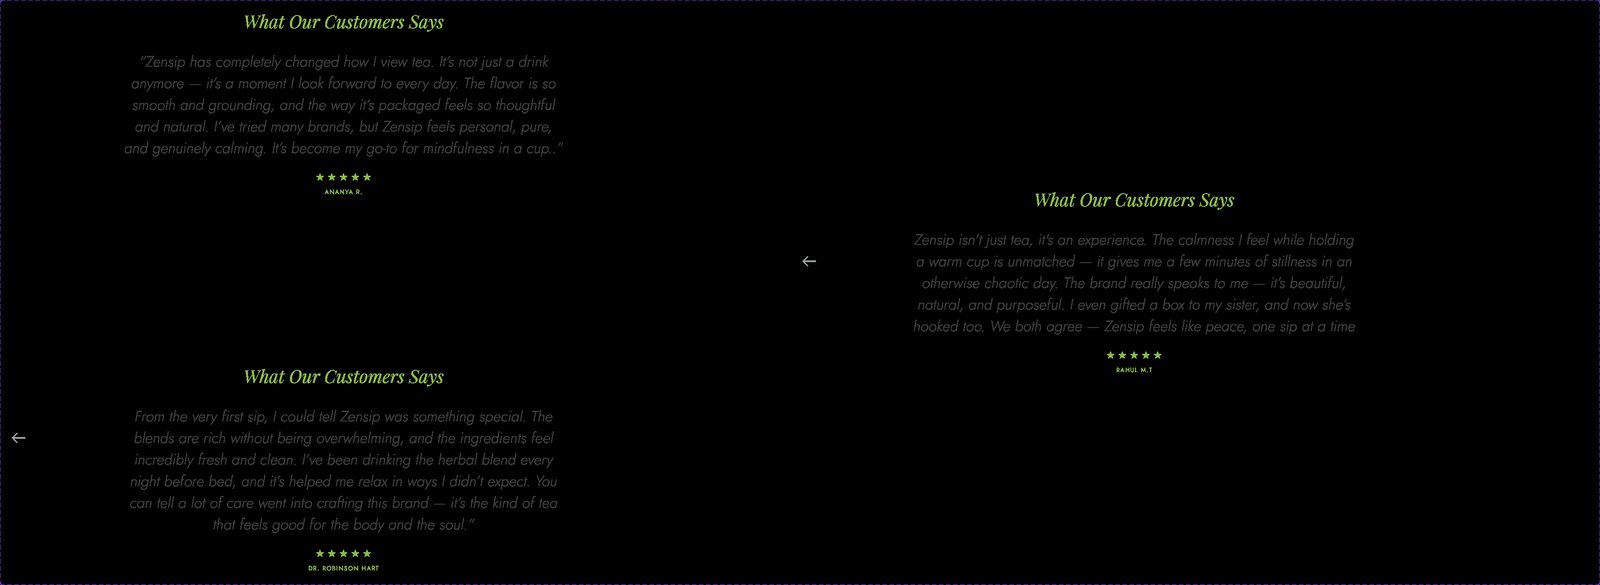 What Our Customers Says
“Zensip has completely changed how I view tea. It’s not just a drink
anymore — it’s a moment I look forward to every day. The flavor is so
smooth and grounding, and the way it’s packaged feels so thoughtful
and natural. I’ve tried many brands, but Zensip feels personal, pure,
and genuinely calming. It’s become my go-to for mindfulness in a cup..”
★★★★★
ANANYA R.
What Our Customers Says
Zensip isn’t just tea, it’s an experience. The calmness I feel while holding
a warm cup is unmatched — it gives me a few minutes of stillness in an
otherwise chaotic day. The brand really speaks to me — it’s beautiful,
natural, and purposeful. I even gifted a box to my sister, and now she’s
hooked too. We both agree — Zensip feels like peace, one sip at a time
★★★★★
RAHUL M.T
What Our Customers Says
From the very first sip, I could tell Zensip was something special. The
blends are rich without being overwhelming, and the ingredients feel
incredibly fresh and clean. I’ve been drinking the herbal blend every
night before bed, and it’s helped me relax in ways I didn’t expect. You
can tell a lot of care went into crafting this brand — it’s the kind of tea
that feels good for the body and the soul.”
★★★★★
DR. ROBINSON HART